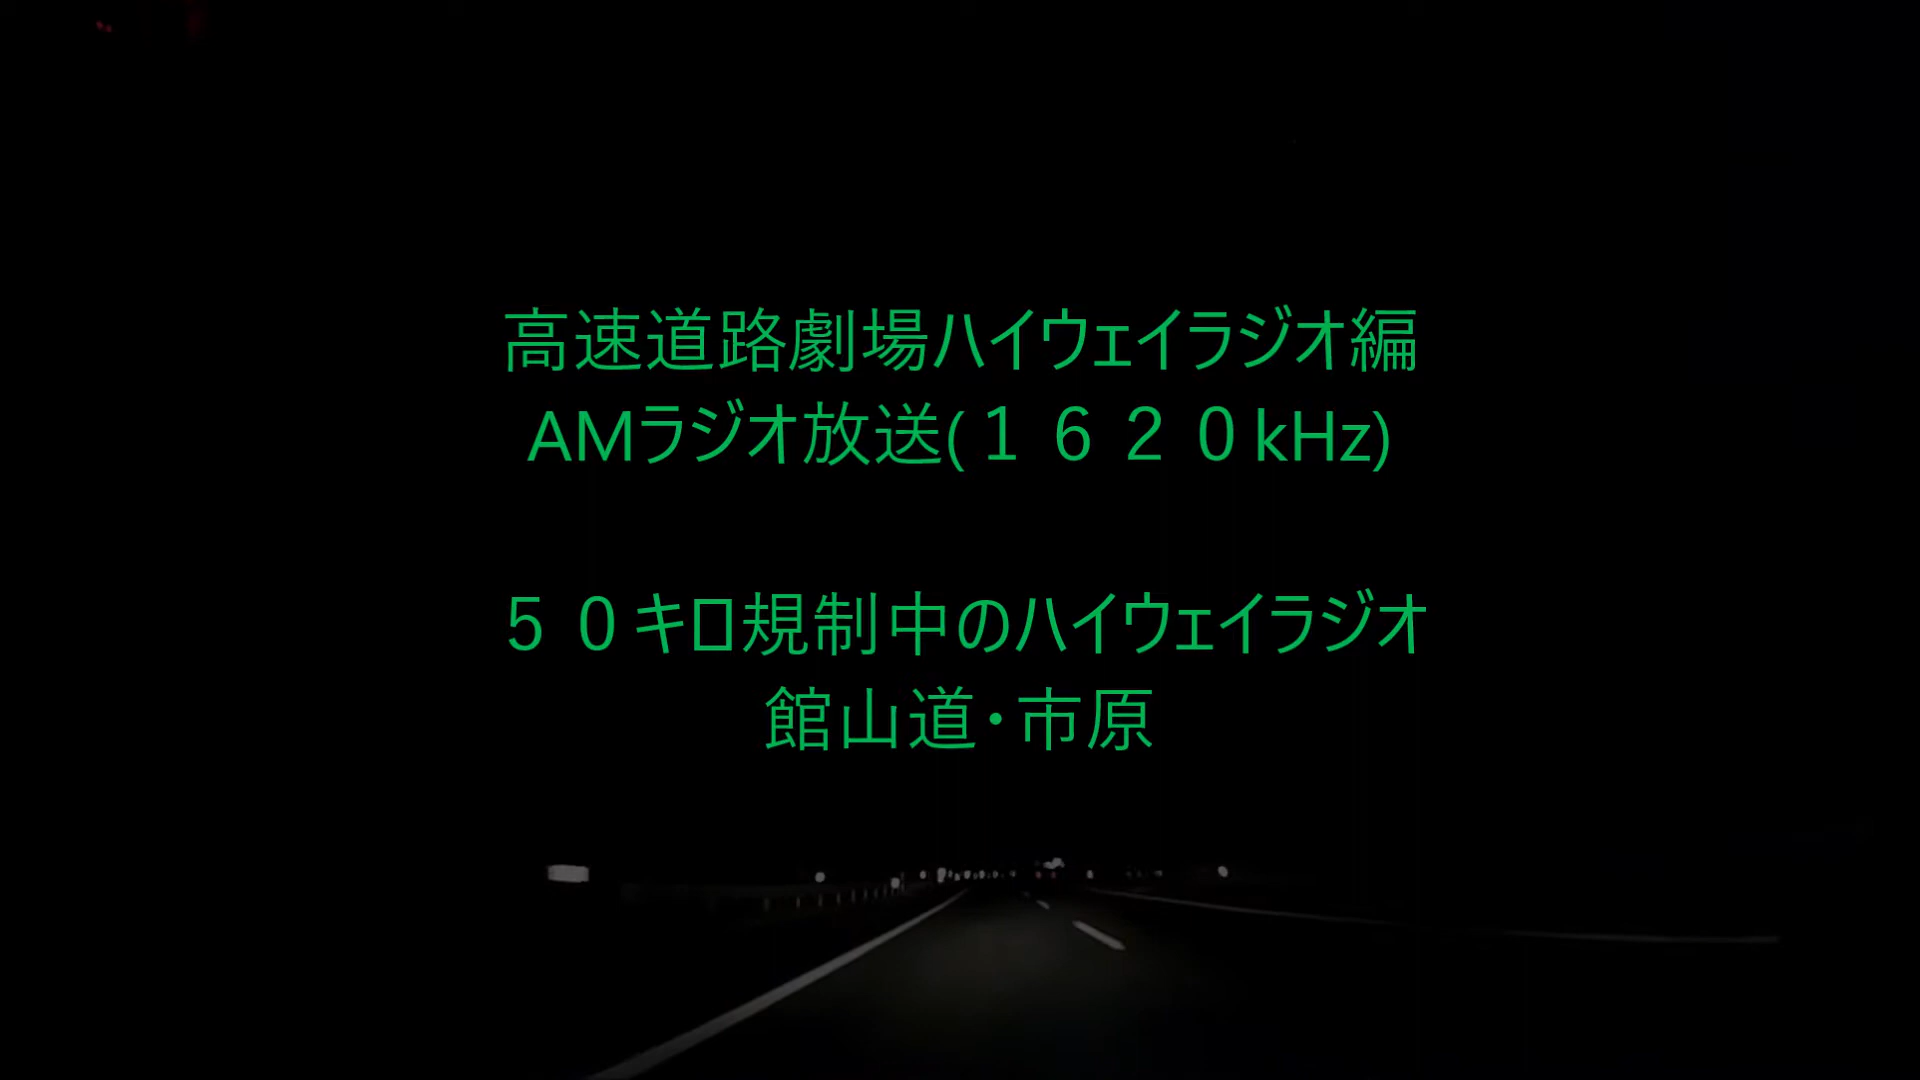 高速道路劇場ハイウェイラジオ編
AMラジオ放送(１６２０kHz)
５０キロ規制中のハイウェイラジオ
館山道・市原